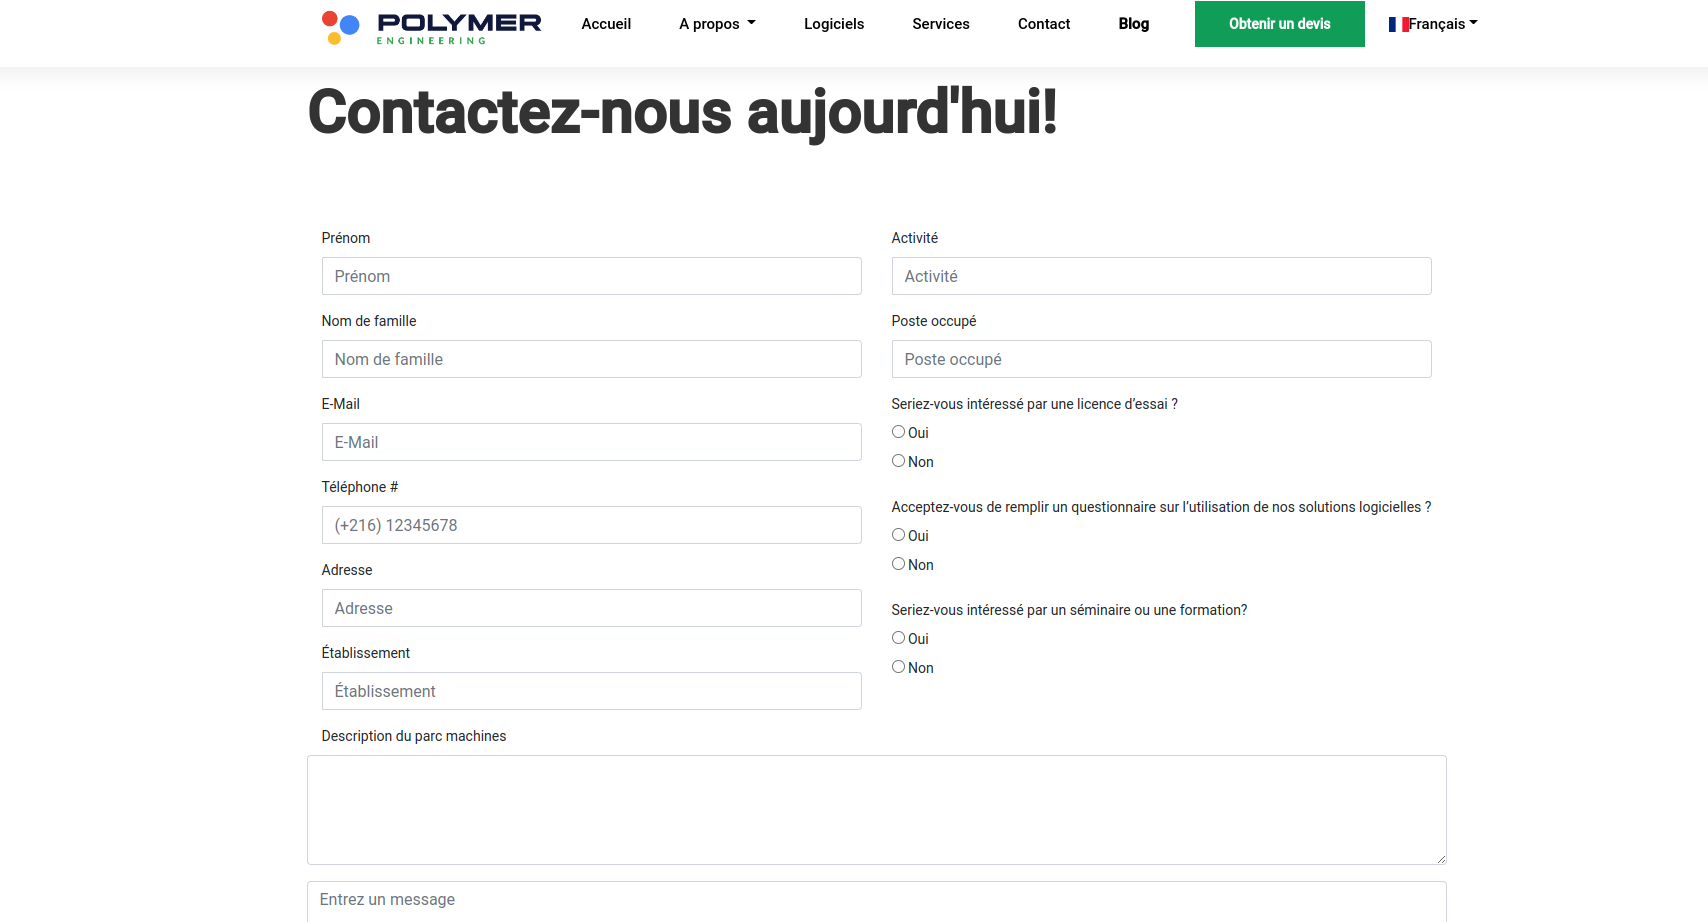 POLYMER
ENGINEERING
Accueil
A propos
Logiciels
Services
Contact
Blog
Obtenir un devis
Français
Contactez-nous aujourd'hui!
Prénom
Prénom
Nom de famille
Nom de famille
E-Mail
E-Mail
Téléphone #
(+216) 12345678
Adresse
Adresse
Établissement
Établissement
Activité
Activité
Poste occupé
Poste occupé
Seriez-vous intéressé par une licence d’essai ?
Oui
Non
Acceptez-vous de remplir un questionnaire sur l’utilisation de nos solutions logicielles ?
Oui
Non
Seriez-vous intéressé par un séminaire ou une formation?
Oui
Non
Description du parc machines
Entrez un message